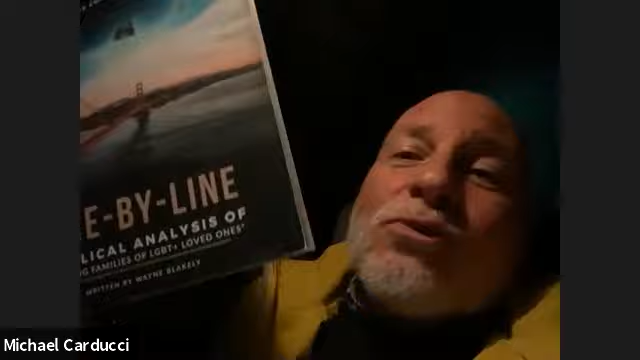 E-BY-LINE
LICAL ANALYSIS OF
G FAMILIES OF LGBT+ LOVED ONES"
WRITTEN BY WAYNE BLAKELY
Michael Carducci